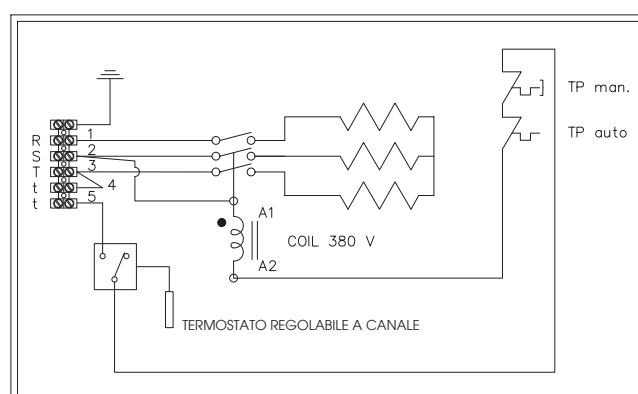 TP man.
TP auto
R 1
S 2
T 3
t 4
t 5
A1
COIL 380 V
A2
TERMOSTATO REGOLABILE A CANALE